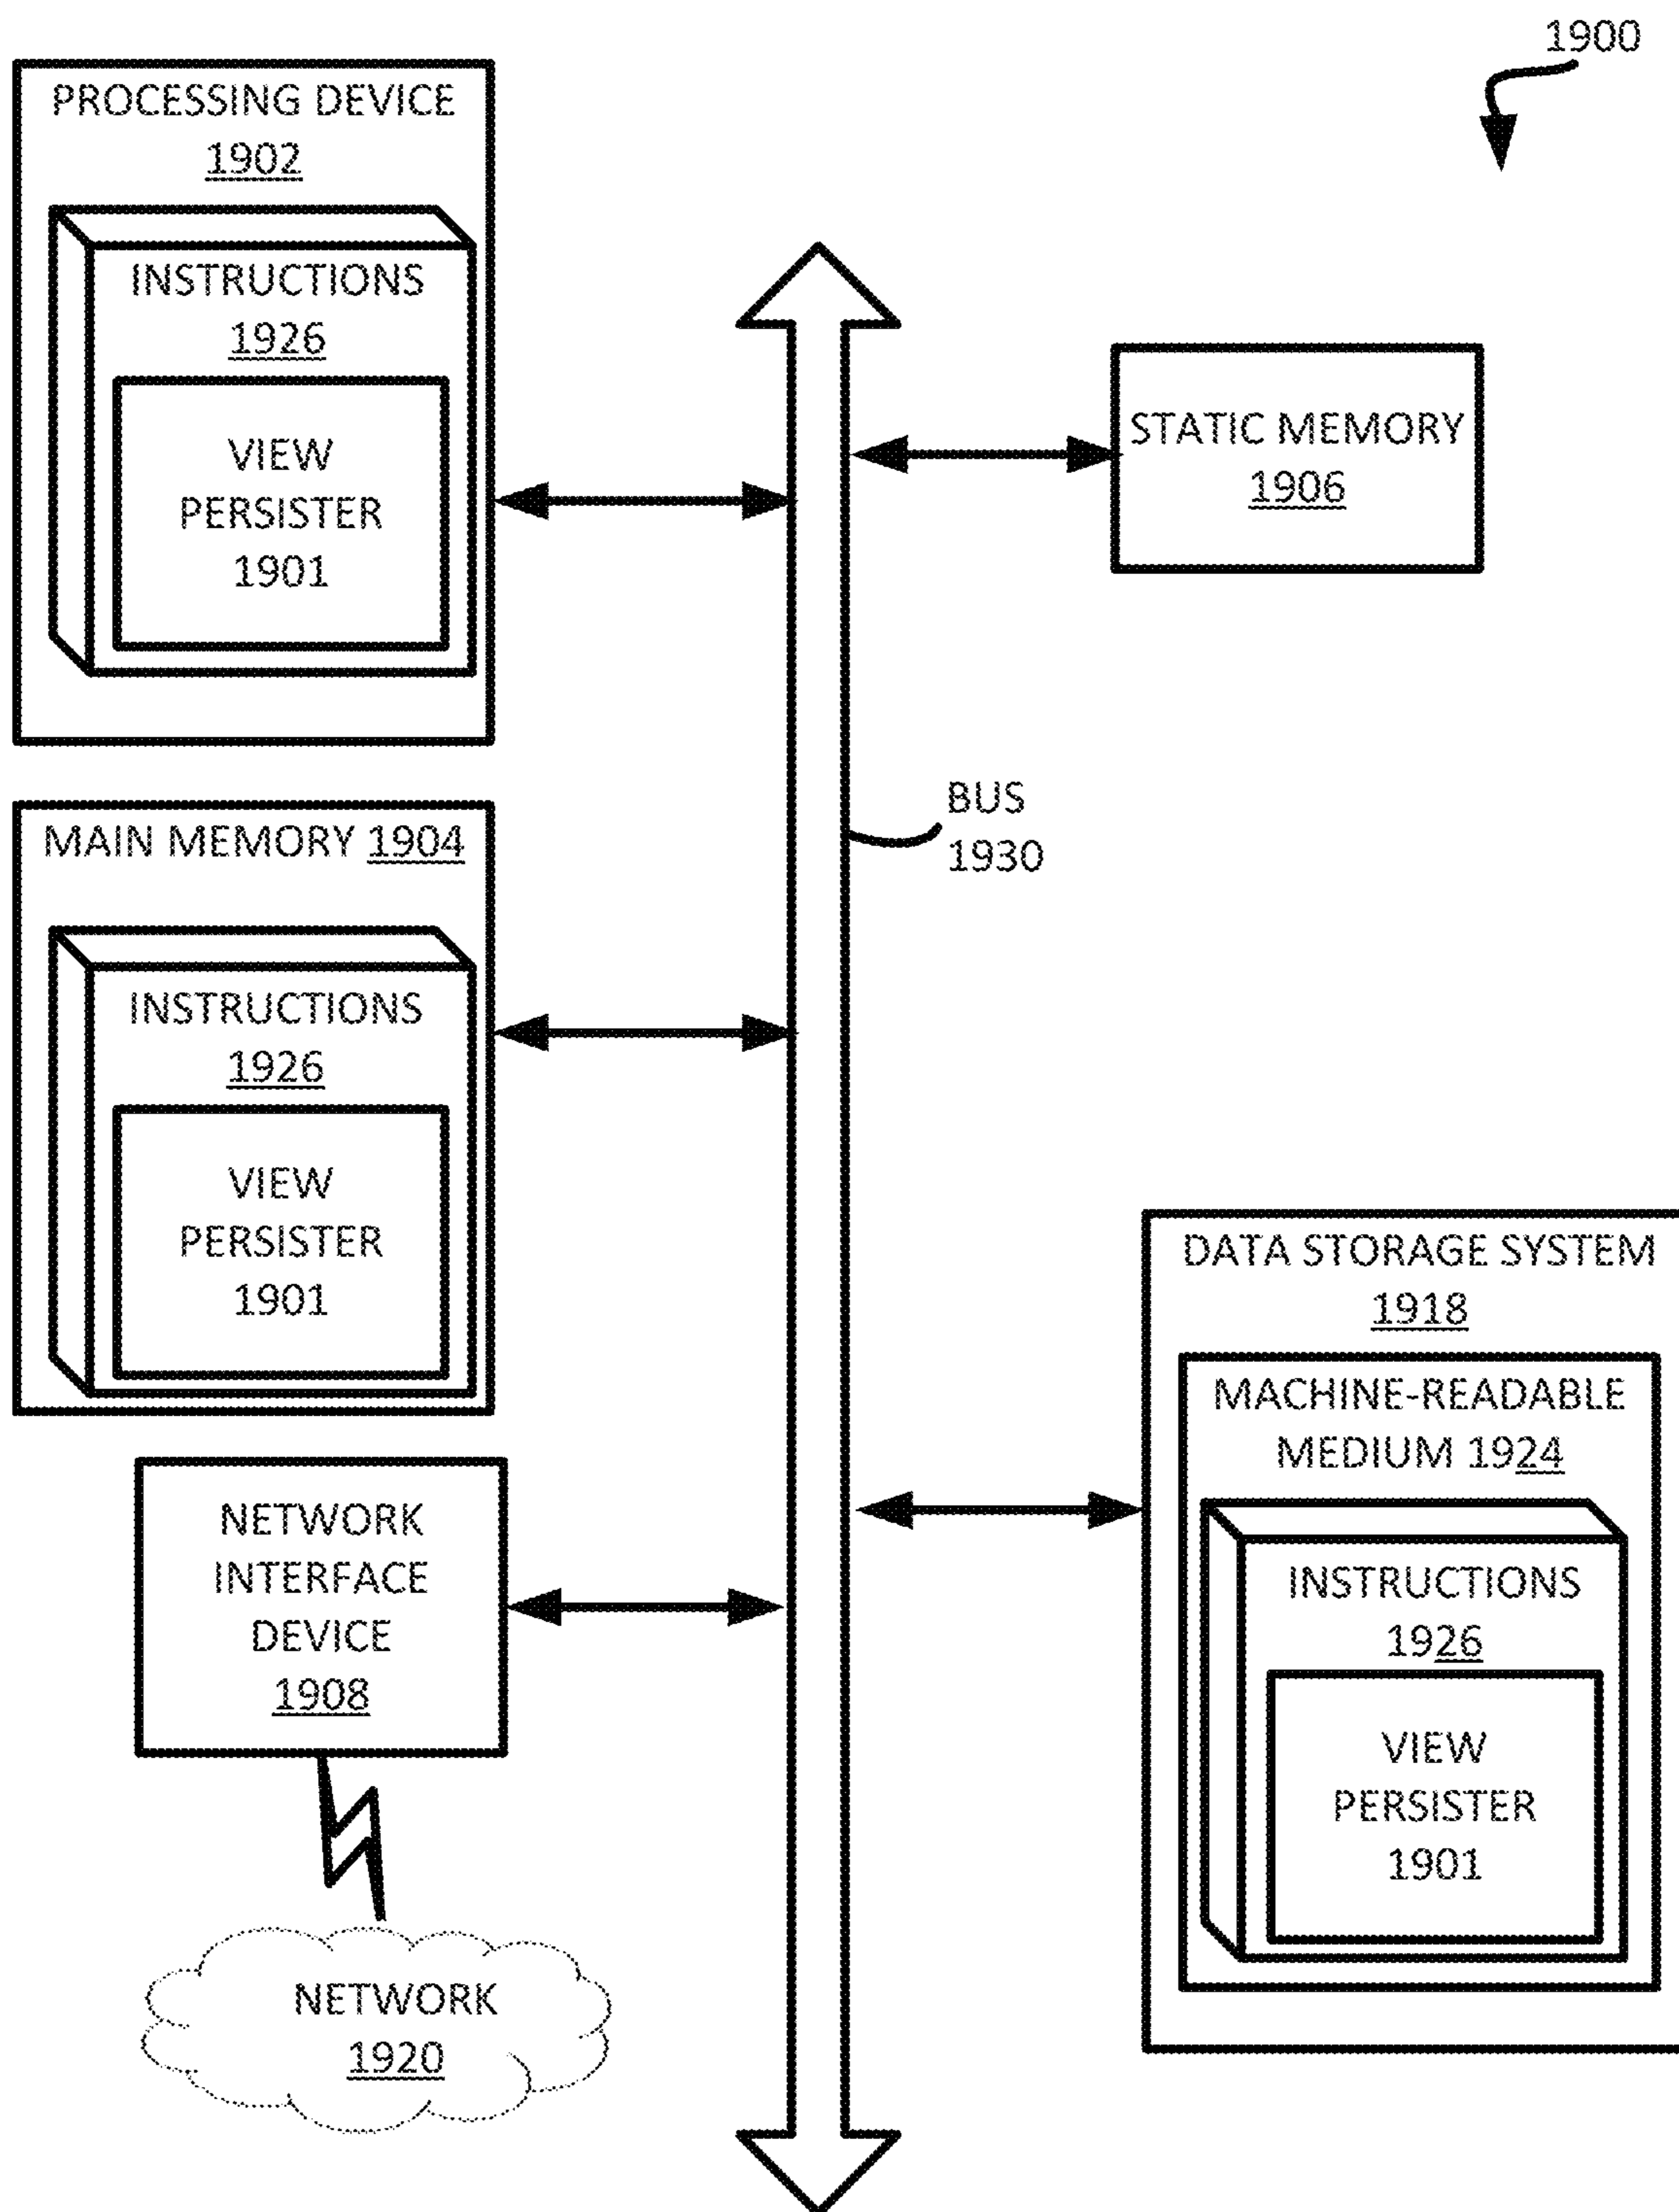 1900
PROCESSING DEVICE
1902
INSTRUCTIONS
1926
VIEW
PERSISTER
1901
STATIC MEMORY
1906
BUS
1930
MAIN MEMORY 1904
INSTRUCTIONS
1926
VIEW
PERSISTER
1901
DATA STORAGE SYSTEM
1918
MACHINE-READABLE
MEDIUM 1924
INSTRUCTIONS
1926
VIEW
PERSISTER
1901
NETWORK
INTERFACE
DEVICE
1908
NETWORK
1920